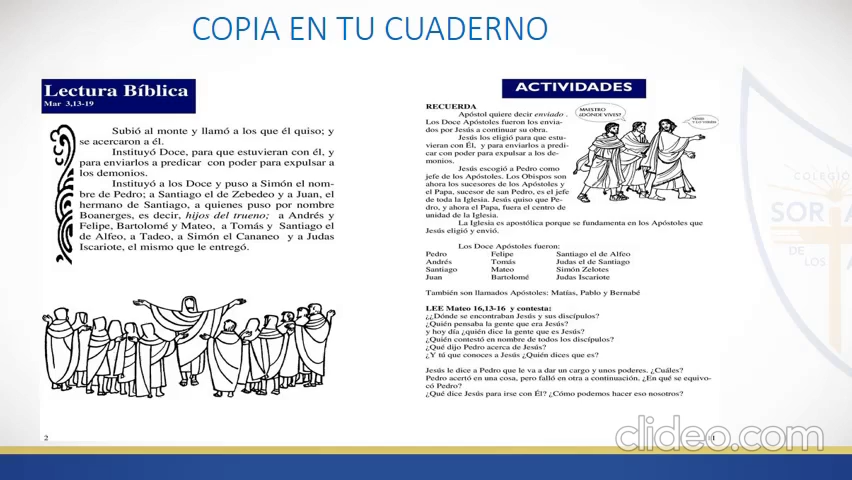 COPIA EN TU CUADERNO
Lectura Bíblica
Mar 3,13-19
Subió al monte y llamó a los que él quiso; y
se acercaron a él.
Instituyó Doce, para que estuvieran con él, y
para enviarlos a predicar con poder para expulsar a
los demonios.
Instituyó a los Doce y puso a Simón el nom-
bre de Pedro; a Santiago el de Zebedeo y a Juan, el
hermano de Santiago, a quienes puso por nombre
Boanerges, es decir, hijos del trueno; a Andrés y
Felipe, Bartolomé y Mateo, a Tomás y Santiago el
de Alfeo, a Tadeo, a Simón el Cananeo y a Judas
Iscariote, el mismo que le entregó.
2
ACTIVIDADES
RECUERDA
Apóstol quiere decir enviado .
Los Doce Apóstoles fueron los envia-
dos por Jesús a continuar su obra.
Jesús los eligió para que estu-
vieran con Él, y para enviarlos a predi-
car con poder para expulsar a los de-
monios.
Jesús escogió a Pedro como
jefe de los Apóstoles. Los Obispos son
ahora los sucesores de los Apóstoles y
el Papa, sucesor de san Pedro, es el jefe
de toda la Iglesia. Jesús quiso que Pe-
dro, y ahora el Papa, fuera el centro de
unidad de la Iglesia.
La Iglesia es apostólica porque se fundamenta en los Apóstoles que
Jesús eligió y envió.
MAESTRO
¿DONDE VIVES?
Los Doce Apóstoles fueron:
Pedro Felipe Santiago el de Alfeo
Andrés Tomás Judas el de Santiago
Santiago Mateo Simón Zelotes
Juan Bartolomé Judas Iscariote
También son llamados Apóstoles: Matías, Pablo y Bernabé
LEE Mateo 16,13-16 y contesta:
¿¿Dónde se encontraban Jesús y sus discípulos?
¿Quién pensaba la gente que era Jesús?
y hoy día ¿quién dice la gente que es Jesús?
¿Quién contestó en nombre de todos los discípulos?
¿Qué dijo Pedro acerca de Jesús?
¿Y tú que conoces a Jesús ¿Quién dices que es?
Jesús le dice a Pedro que le va a dar un cargo y unos poderes. ¿Cuáles?
Pedro acertó en una cosa, pero falló en otra a continuación. ¿En qué se equivo-
có Pedro?
¿Qué dice Jesús para irse con Él? ¿Cómo podemos hacer eso nosotros?
COLEGIO
SOR
DE LOS
clideo.com